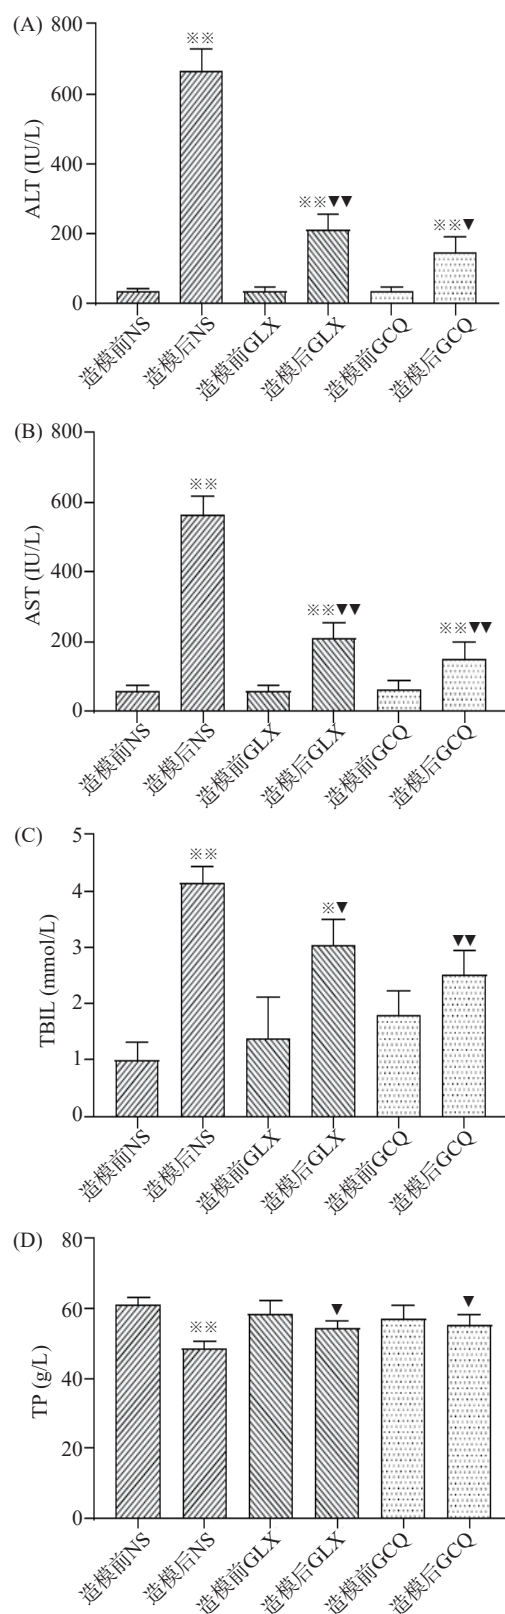 (A)
ALT (IU/L)
800
600
400
200
0
※※
※※▼▼
※※▼
造模前NS
造模后NS
造模前GLX
造模后GLX
造模前GCQ
造模后GCQ
(B)
AST (IU/L)
800
600
400
200
0
※※
※※▼▼
※※▼▼
造模前NS
造模后NS
造模前GLX
造模后GLX
造模前GCQ
造模后GCQ
(C)
TBIL (mmol/L)
5
4
3
2
1
0
※※
※▼
▼▼
造模前NS
造模后NS
造模前GLX
造模后GLX
造模前GCQ
造模后GCQ
(D)
TP (g/L)
80
60
40
20
0
※※
▼
▼
造模前NS
造模后NS
造模前GLX
造模后GLX
造模前GCQ
造模后GCQ